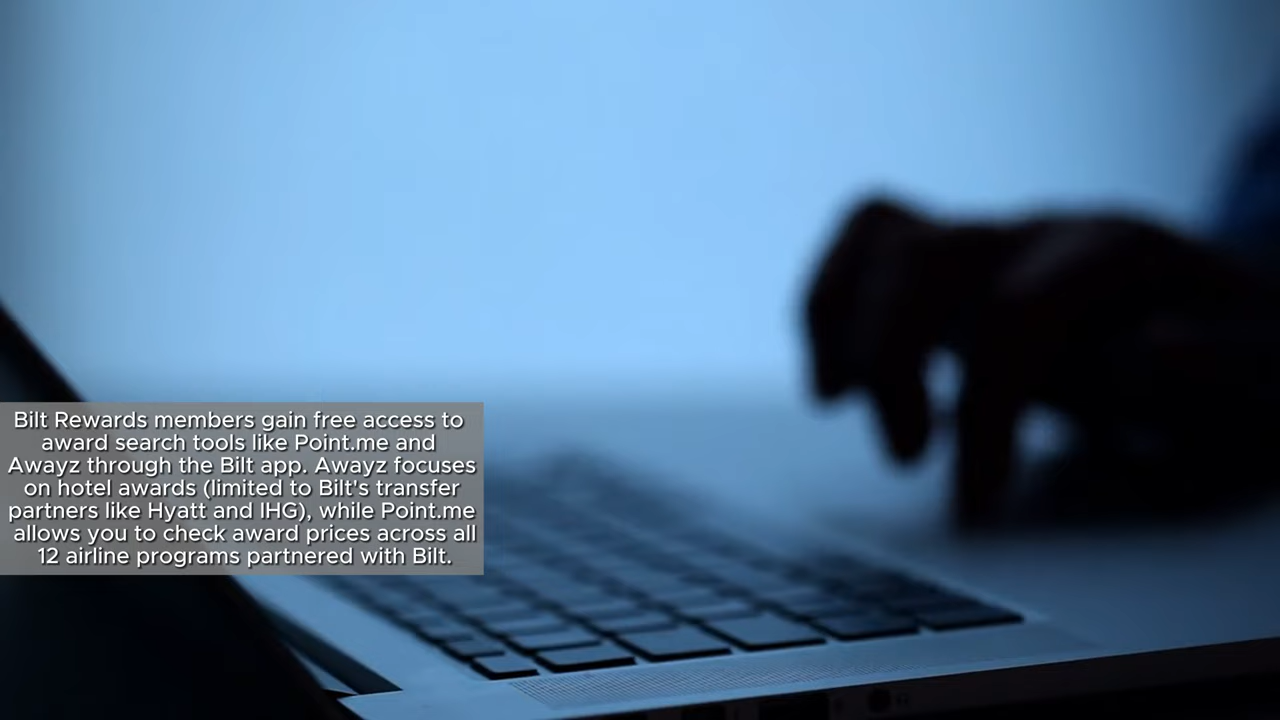 Bilt Rewards members gain free access to
award search tools like Point.me and
Awayz through the Bilt app. Awayz focuses
on hotel awards (limited to Bilt's transfer
partners like Hyatt and IHG), while Point.me
allows you to check award prices across all
12 airline programs partnered with Bilt.